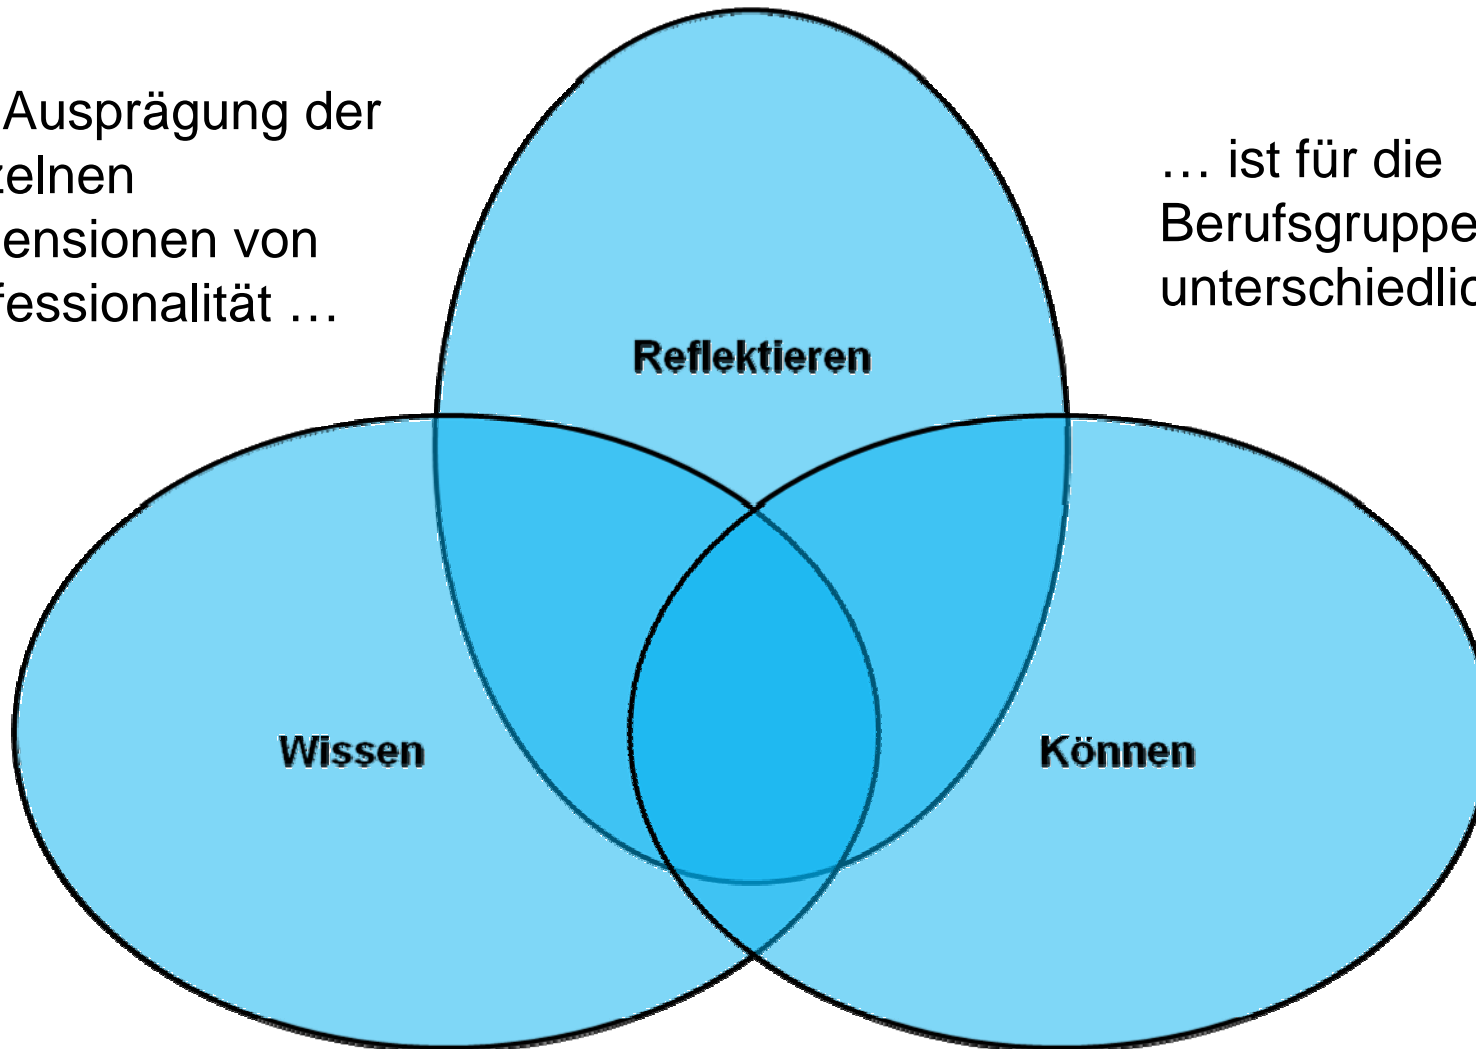 Ausprägung der
zelnen
ensionen von
fessionalität …
… ist für die
Berufsgruppe
unterschiedlic
Reflektieren
Wissen
Können